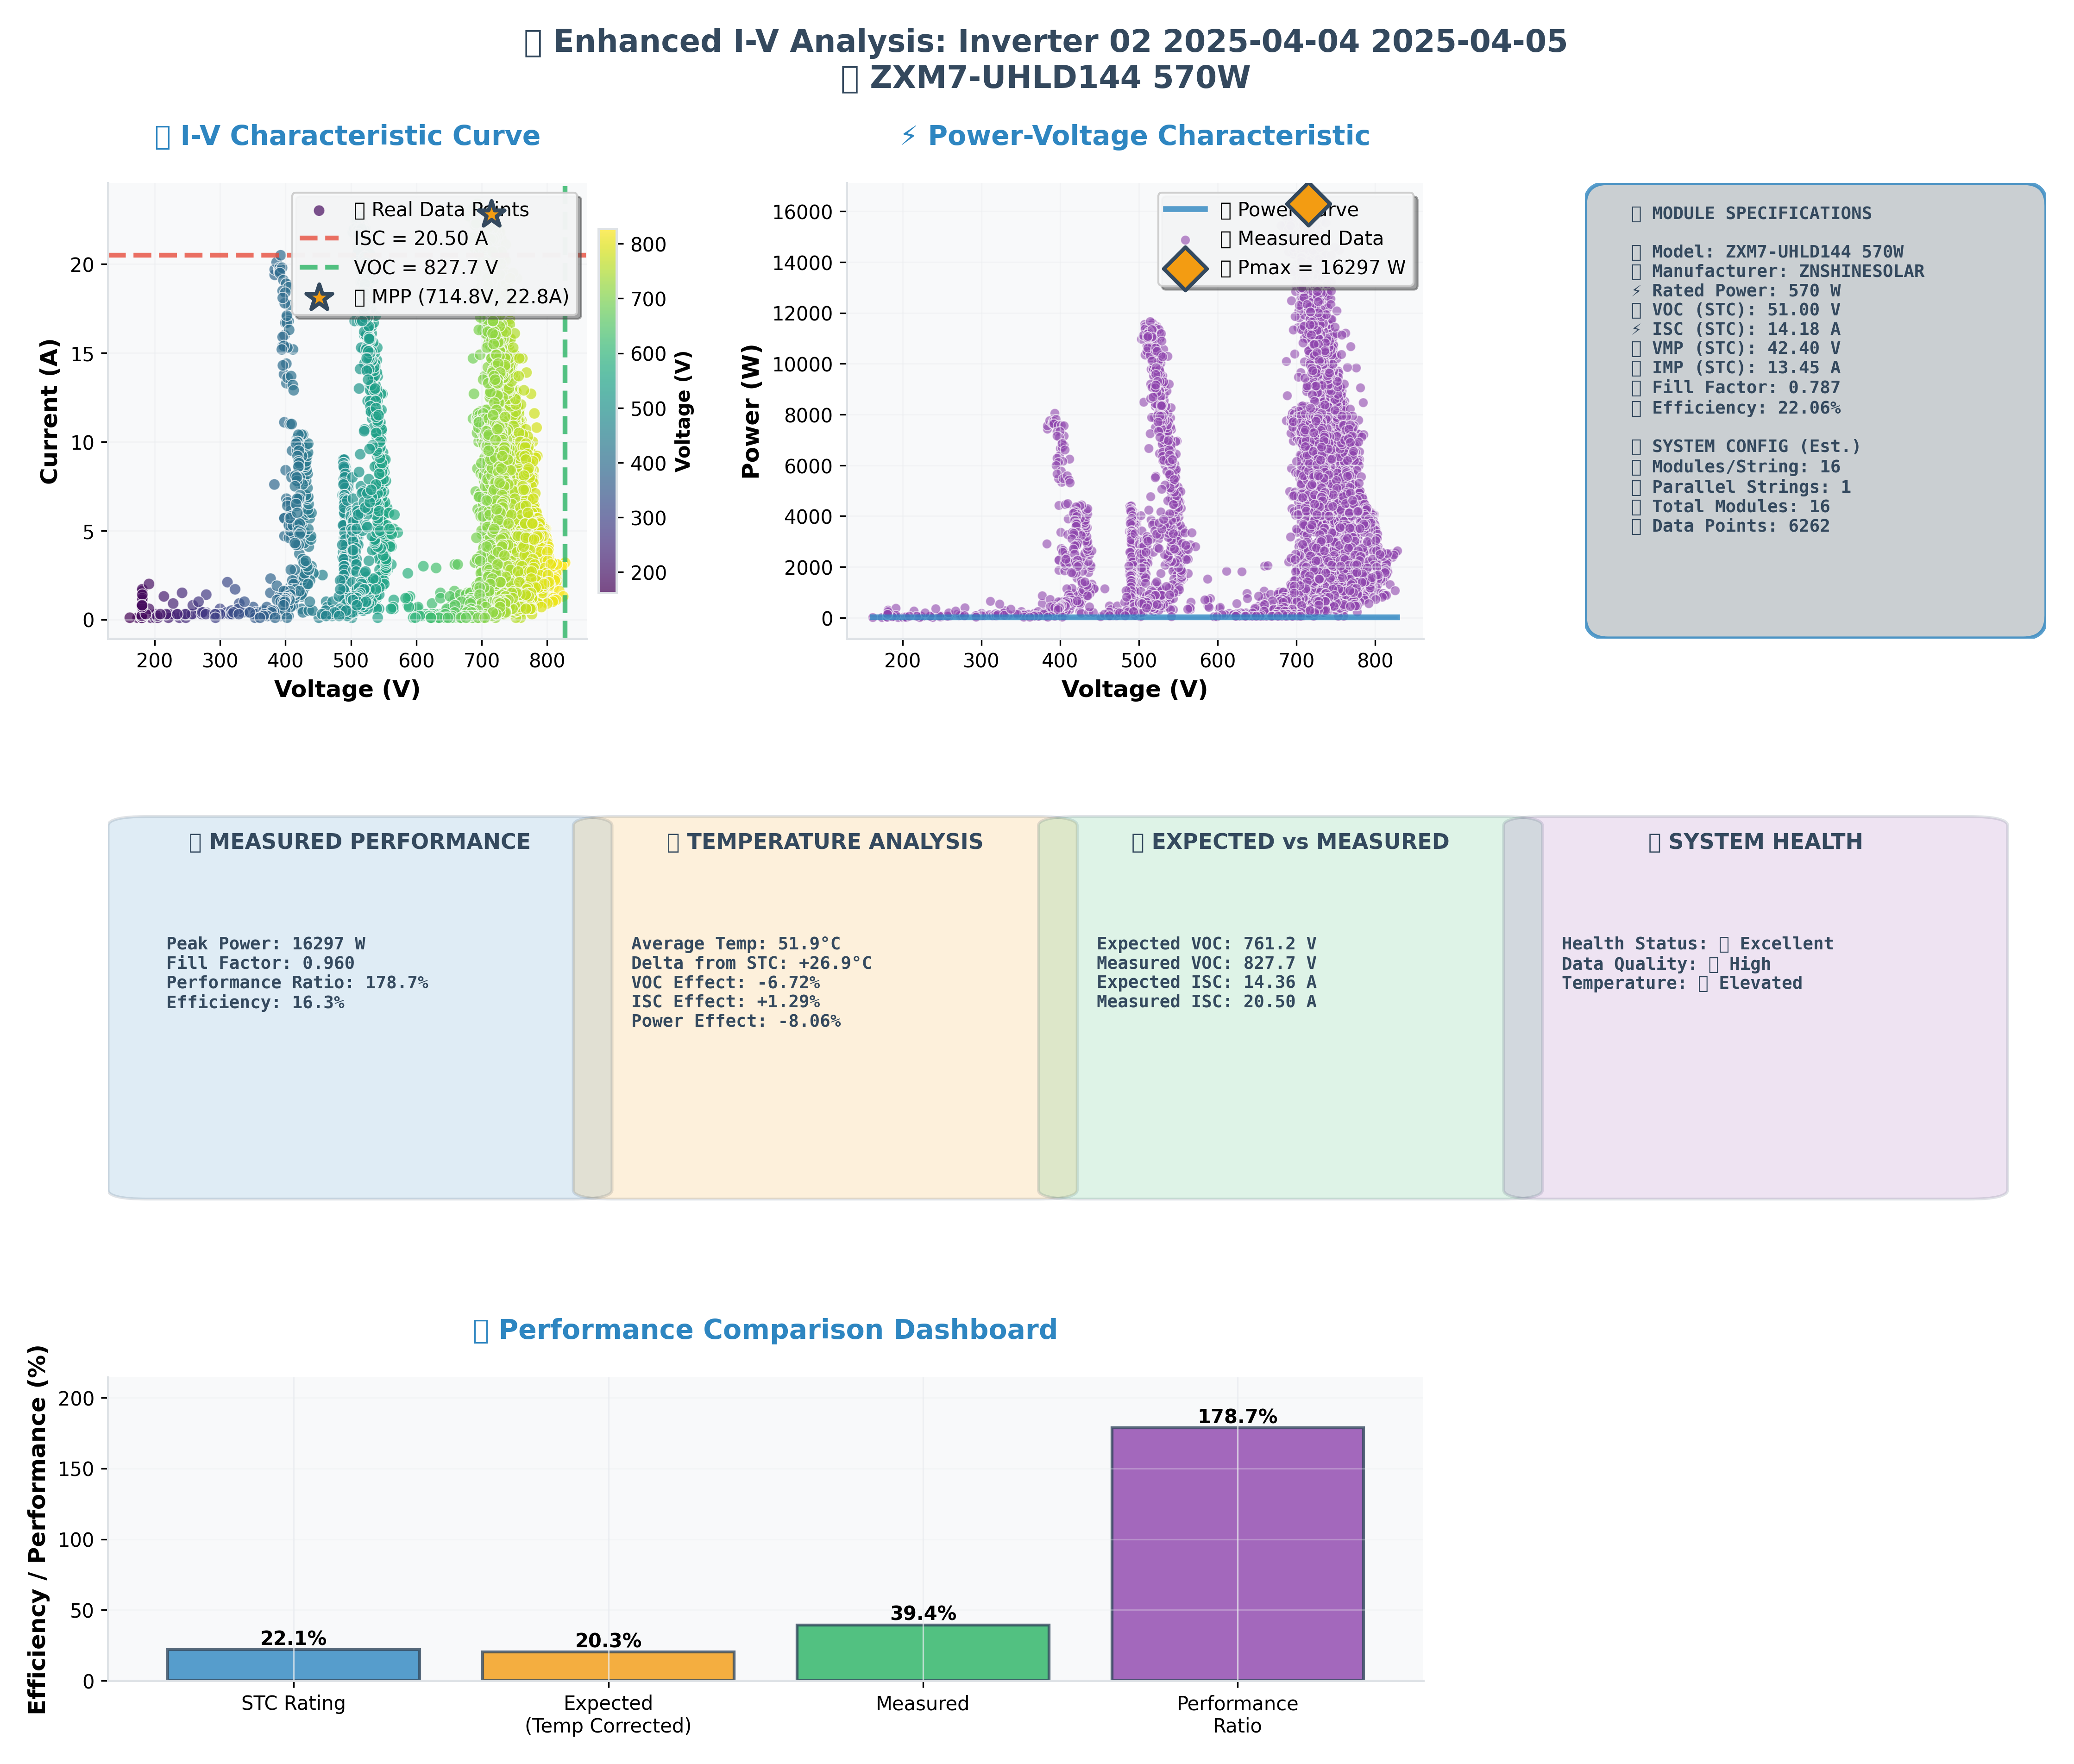 Enhanced I-V Analysis: Inverter 02 2025-04-04 2025-04-05
ZXM7-UHLD144 570W
I-V Characteristic Curve
Current (A)
20
15
10
5
0
200 300 400 500 600 700 800
Voltage (V)
Real Data Points
ISC = 20.50 A
VOC = 827.7 V
MPP (714.8V, 22.8A)
800
700
600
500
400
300
200
Voltage (V)
⚡ Power-Voltage Characteristic
Power (W)
16000
14000
12000
10000
8000
6000
4000
2000
0
200 300 400 500 600 700 800
Voltage (V)
Power Curve
Measured Data
Pmax = 16297 W
MODULE SPECIFICATIONS
Model: ZXM7-UHLD144 570W
Manufacturer: ZNSHINESOLAR
⚡ Rated Power: 570 W
VOC (STC): 51.00 V
⚡ ISC (STC): 14.18 A
VMP (STC): 42.40 V
IMP (STC): 13.45 A
Fill Factor: 0.787
Efficiency: 22.06%
SYSTEM CONFIG (Est.)
Modules/String: 16
Parallel Strings: 1
Total Modules: 16
Data Points: 6262
MEASURED PERFORMANCE
Peak Power: 16297 W
Fill Factor: 0.960
Performance Ratio: 178.7%
Efficiency: 16.3%
TEMPERATURE ANALYSIS
Average Temp: 51.9°C
Delta from STC: +26.9°C
VOC Effect: -6.72%
ISC Effect: +1.29%
Power Effect: -8.06%
EXPECTED vs MEASURED
Expected VOC: 761.2 V
Measured VOC: 827.7 V
Expected ISC: 14.36 A
Measured ISC: 20.50 A
SYSTEM HEALTH
Health Status: Excellent
Data Quality: High
Temperature: Elevated
Performance Comparison Dashboard
Efficiency / Performance (%)
200
150
100
50
0
22.1%
20.3%
39.4%
178.7%
STC Rating
Expected
(Temp Corrected)
Measured
Performance
Ratio